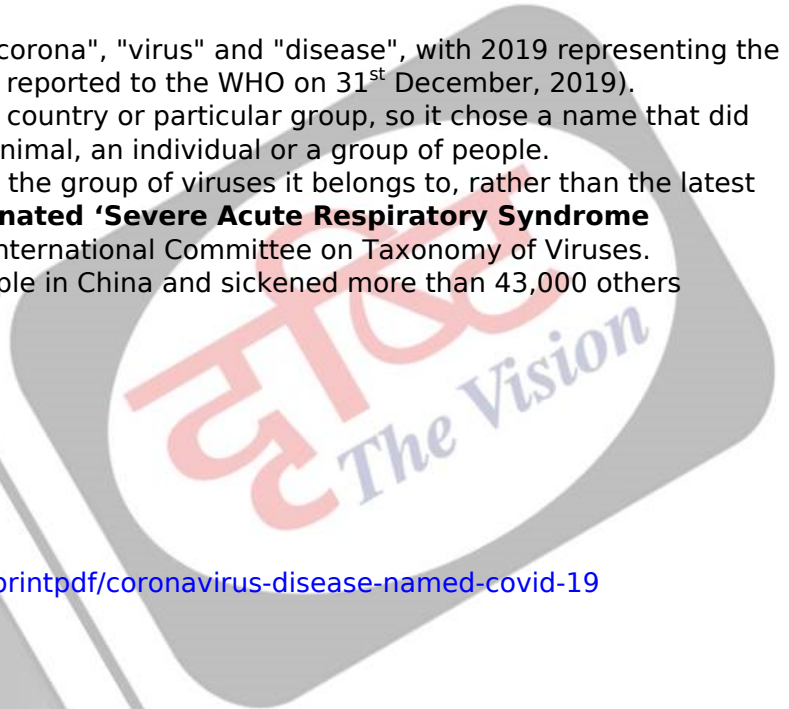 corona", "virus" and "disease", with 2019 representing the
reported to the WHO on 31st December, 2019).
country or particular group, so it chose a name that did
nimal, an individual or a group of people.
the group of viruses it belongs to, rather than the latest
nated ‘Severe Acute Respiratory Syndrome
nternational Committee on Taxonomy of Viruses.
ple in China and sickened more than 43,000 others
दृष्टि
The Vision
printpdf/coronavirus-disease-named-covid-19